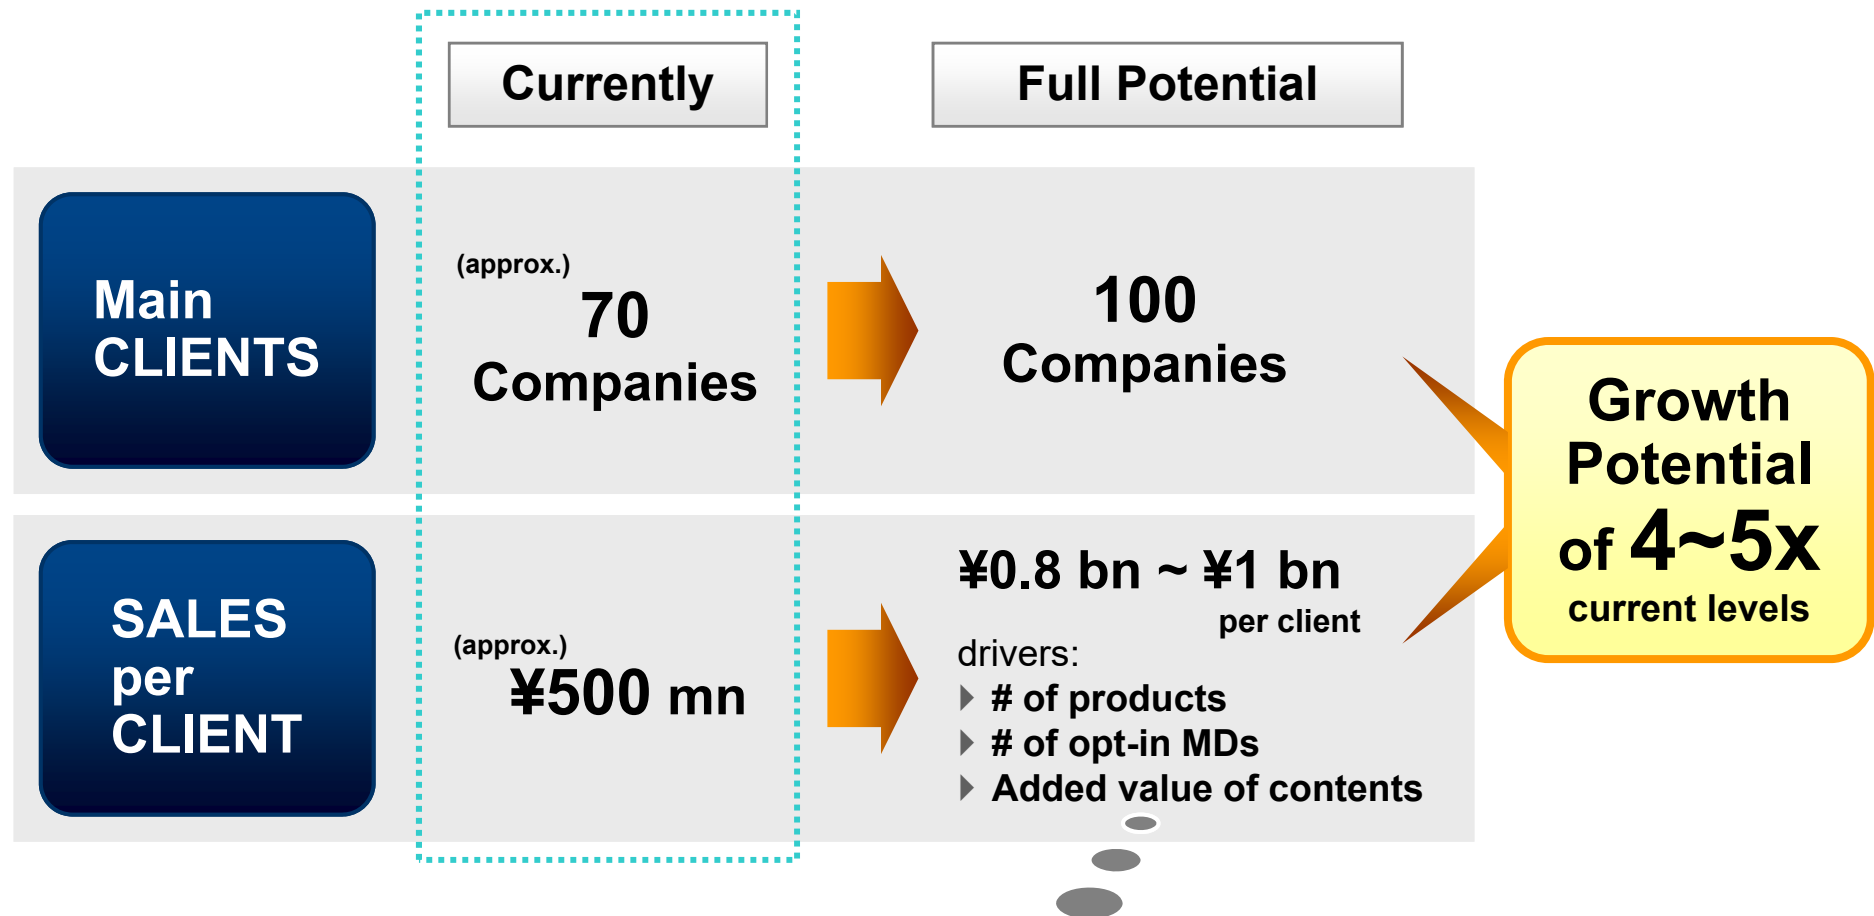 Currently
Full Potential
Main
CLIENTS
(approx.)
70
Companies
100
Companies
SALES
per
CLIENT
(approx.)
¥500 mn
¥0.8 bn ~ ¥1 bn
per client
drivers:
# of products
# of opt-in MDs
Added value of contents
Growth
Potential
of 4~5x
current levels